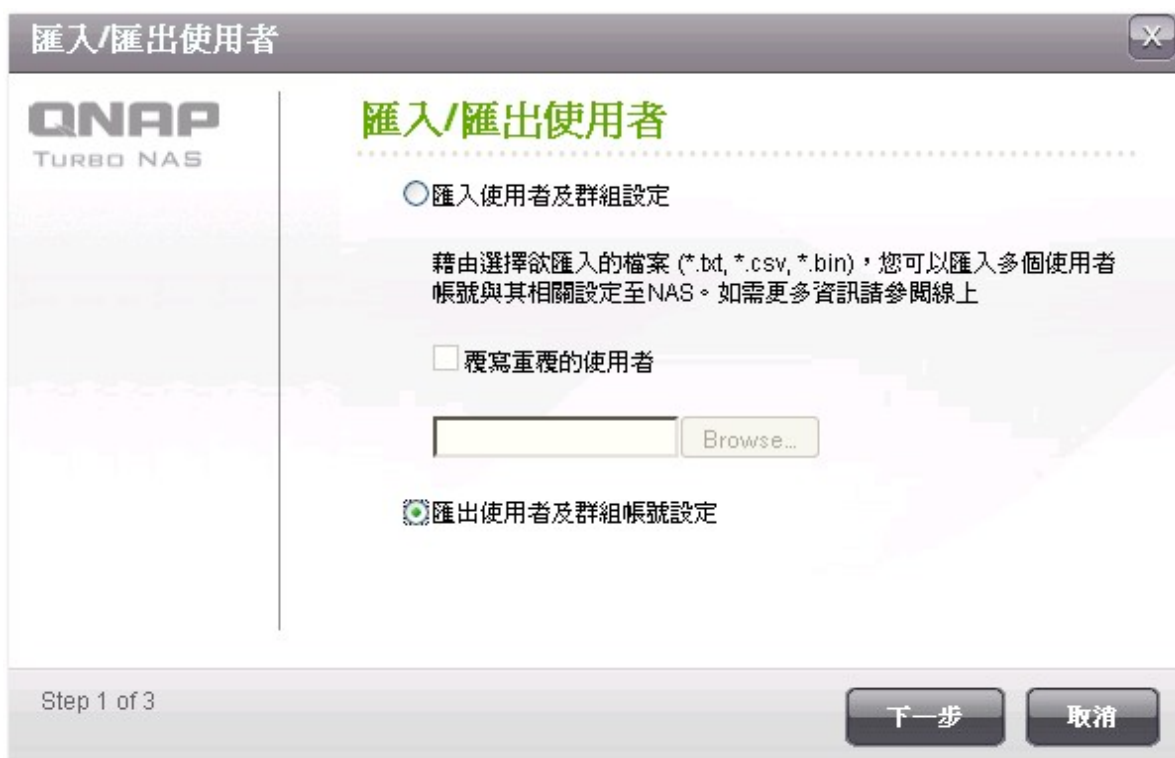 匯入/匯出使用者
X
QNAP
TURBO NAS
匯入/匯出使用者
匯入使用者及群組設定
藉由選擇欲匯入的檔案 (*.txt, *.csv, *.bin)，您可以匯入多個使用者
帳號與其相關設定至NAS。如需更多資訊請參閱線上
覆寫重覆的使用者
Browse...
匯出使用者及群組帳號設定
Step 1 of 3
下一步
取消